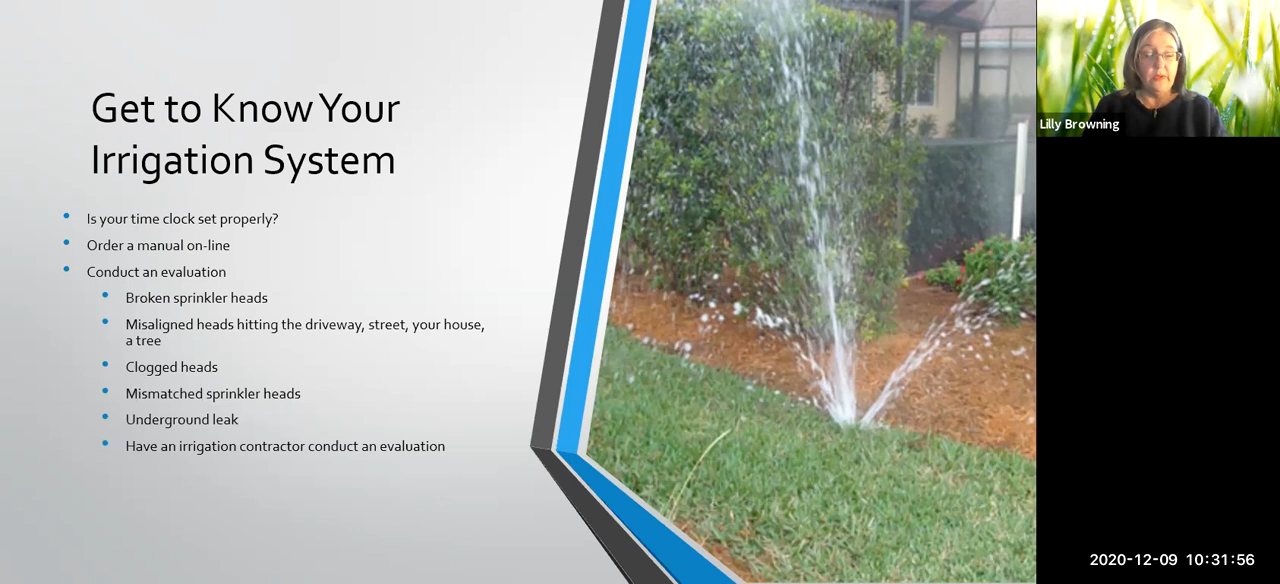 Get to Know Your
Irrigation System
Is your time clock set properly?
Order a manual on-line
Conduct an evaluation
Broken sprinkler heads
Misaligned heads hitting the driveway, street, your house,
a tree
Clogged heads
Mismatched sprinkler heads
Underground leak
Have an irrigation contractor conduct an evaluation
Lilly Browning
2020-12-09 10:31:56